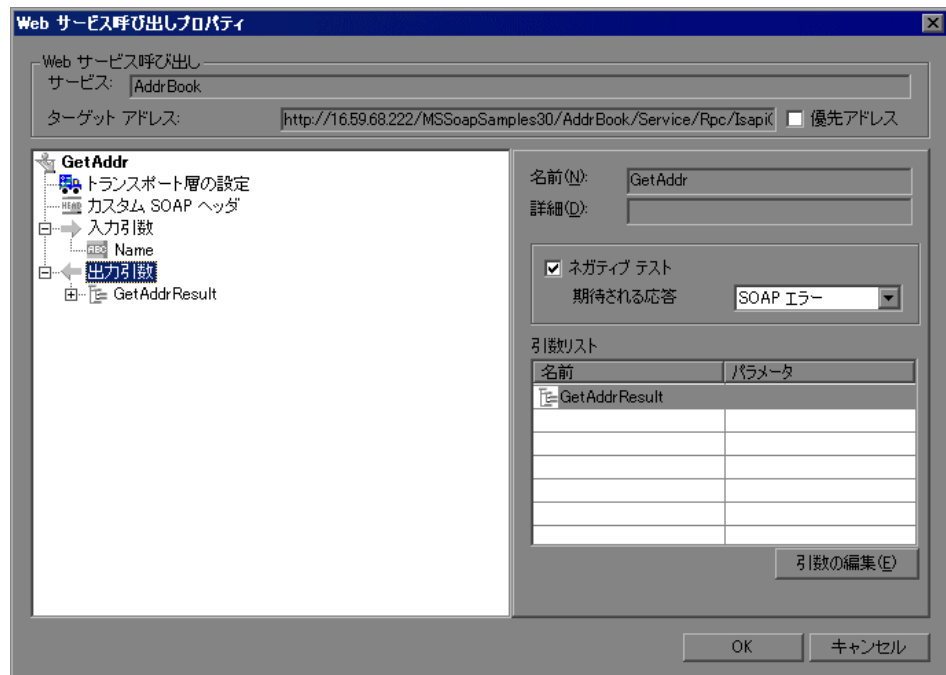 Web サービス呼び出しプロパティ
Web サービス呼び出し
サービス: AddrBook
ターゲット アドレス: http://16.59.68.222/MSSoapSamples30/AddrBook/Service/Rpc/IsapiC 優先アドレス
GetAddr
トランスポート層の設定
HEAD カスタム SOAP ヘッダ
入力引数
ABC Name
出力引数
GetAddrResult
名前(N): GetAddr
詳細(D):
ネガティブ テスト
期待される応答 SOAP エラー
引数リスト
名前 パラメータ
GetAddrResult
引数の編集(E)
OK キャンセル